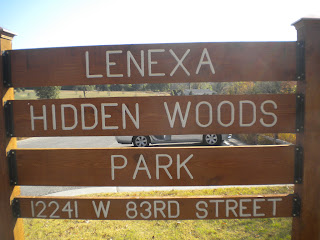 LENEXA
HIDDEN WOODS
PARK
12241 W 83RD STREET